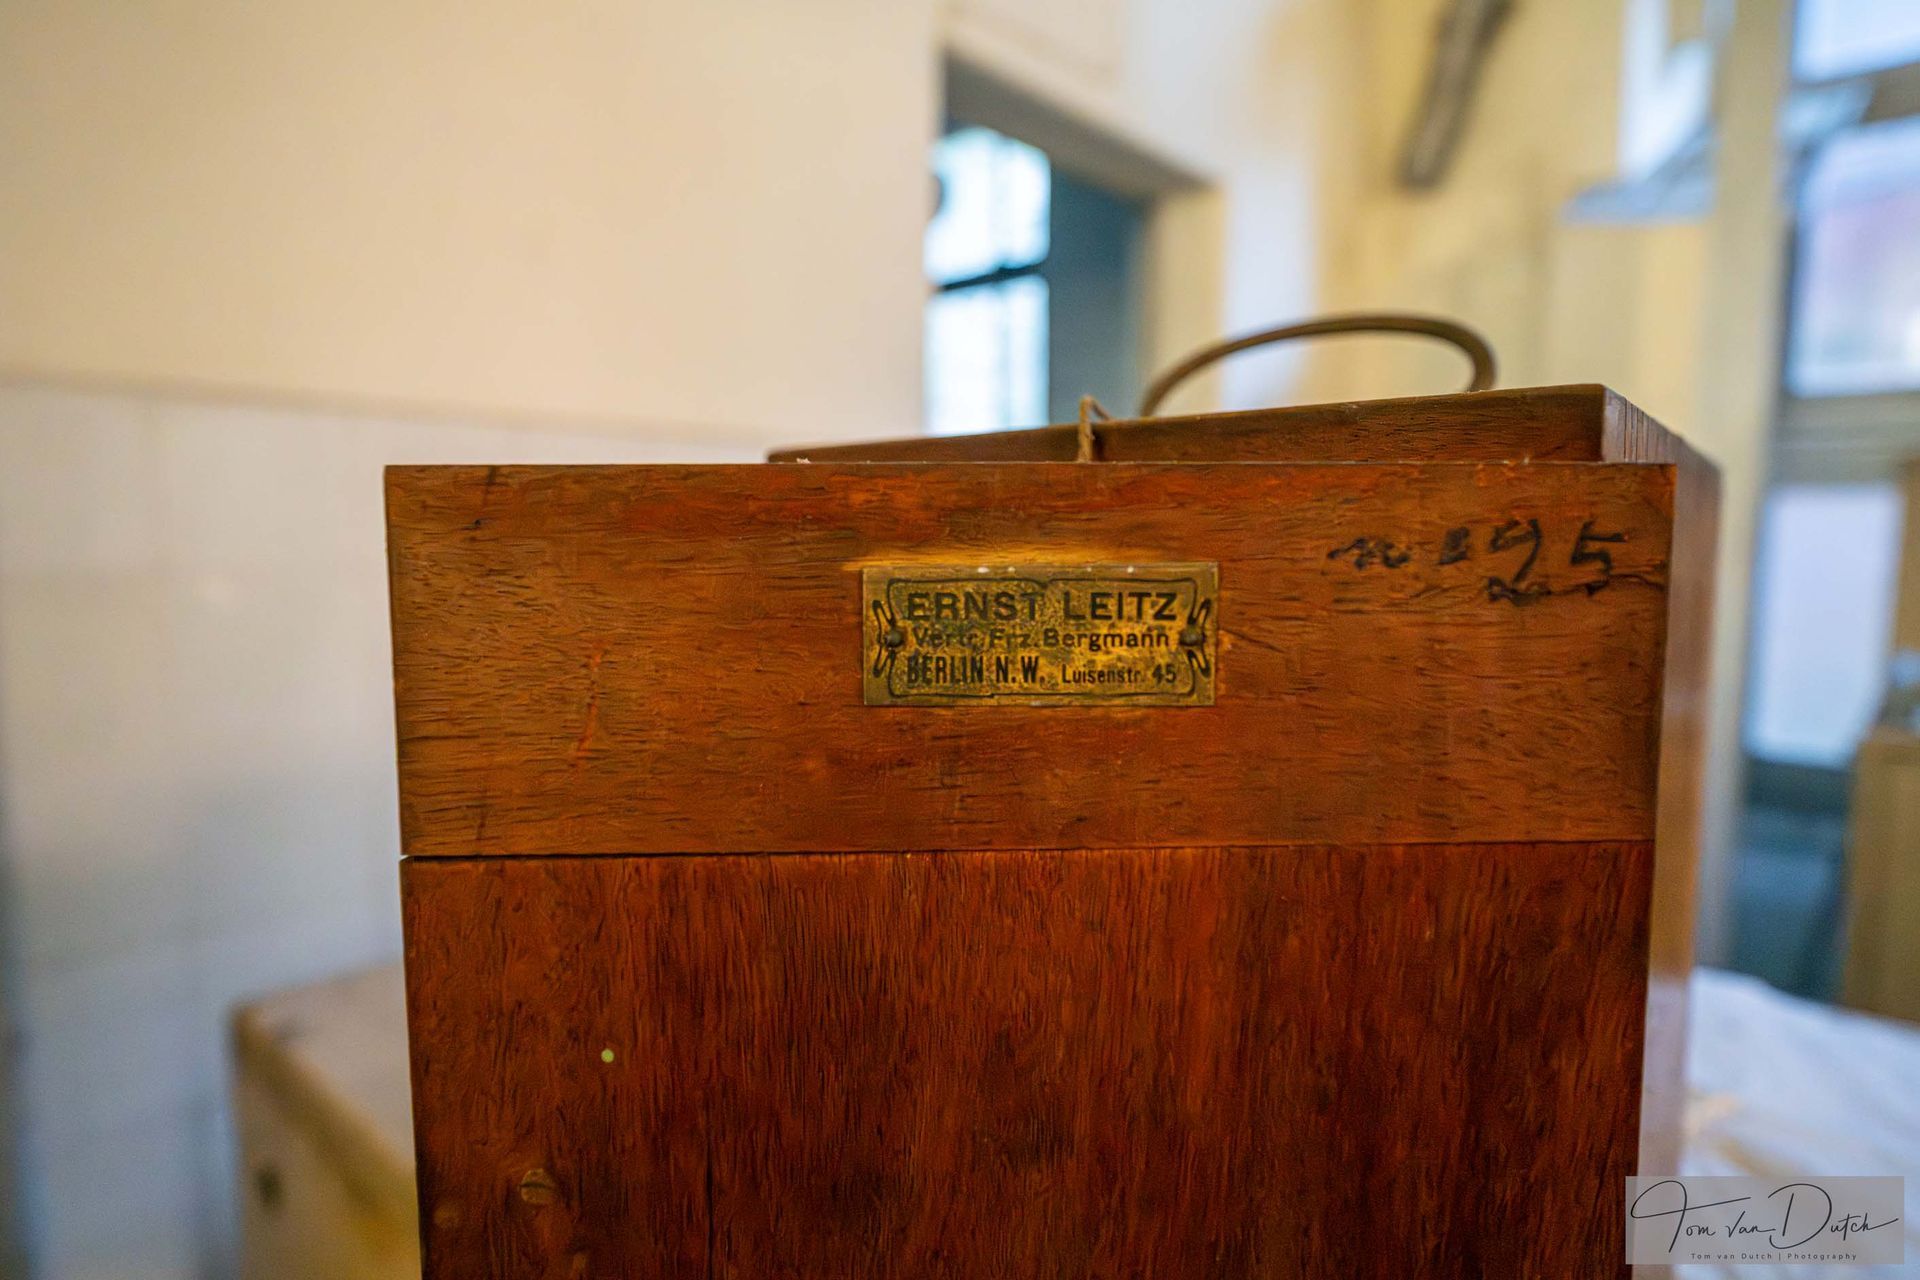 ERNST LEITZ
Vertr. Frz. Bergmann
BERLIN N.W. Luisenstr. 45
Tom van Dutch
Tom van Dutch | Photography